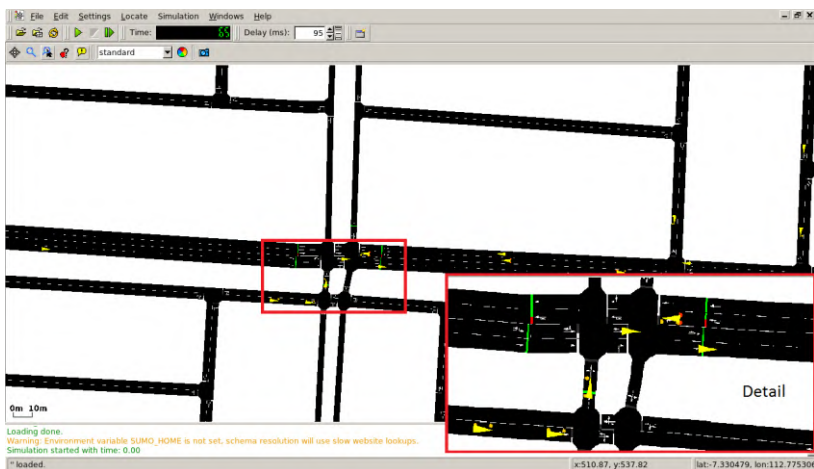 File Edit Settings Locate Simulation Windows Help
Time: 65 Delay (ms): 95
standard
Detail
0m 10m
Loading done.
Warning: Environment variable SUMO_HOME is not set, schema resolution will use slow website lookups.
Simulation started with time: 0.00
'' loaded. x:510.87, y:537.82 lat:-7.330479, lon:112.775306